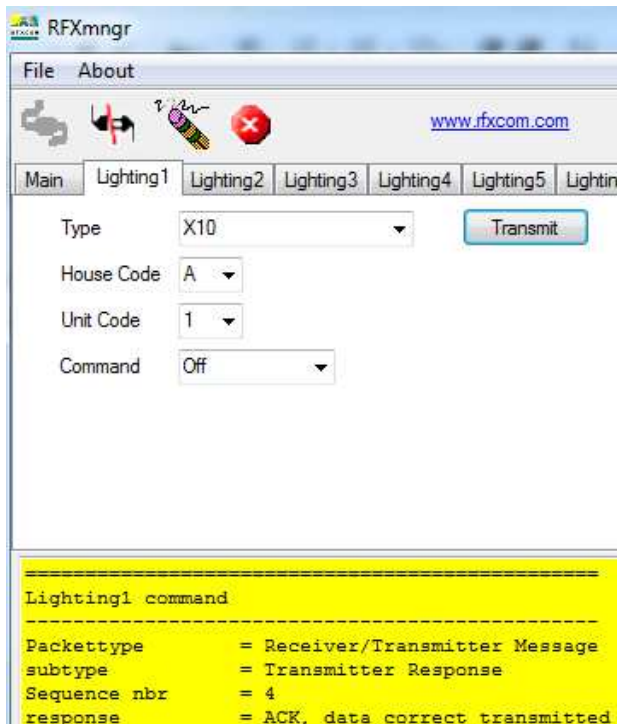 RFXmngr
File About
www.rfxcom.com
Main Lighting1 Lighting2 Lighting3 Lighting4 Lighting5 Lightin
Type X10 Transmit
House Code A
Unit Code 1
Command Off
==================================================
Lighting1 command
--------------------------------------------------
Packettype = Receiver/Transmitter Message
subtype = Transmitter Response
Sequence nbr = 4
response = ACK, data correct transmitted